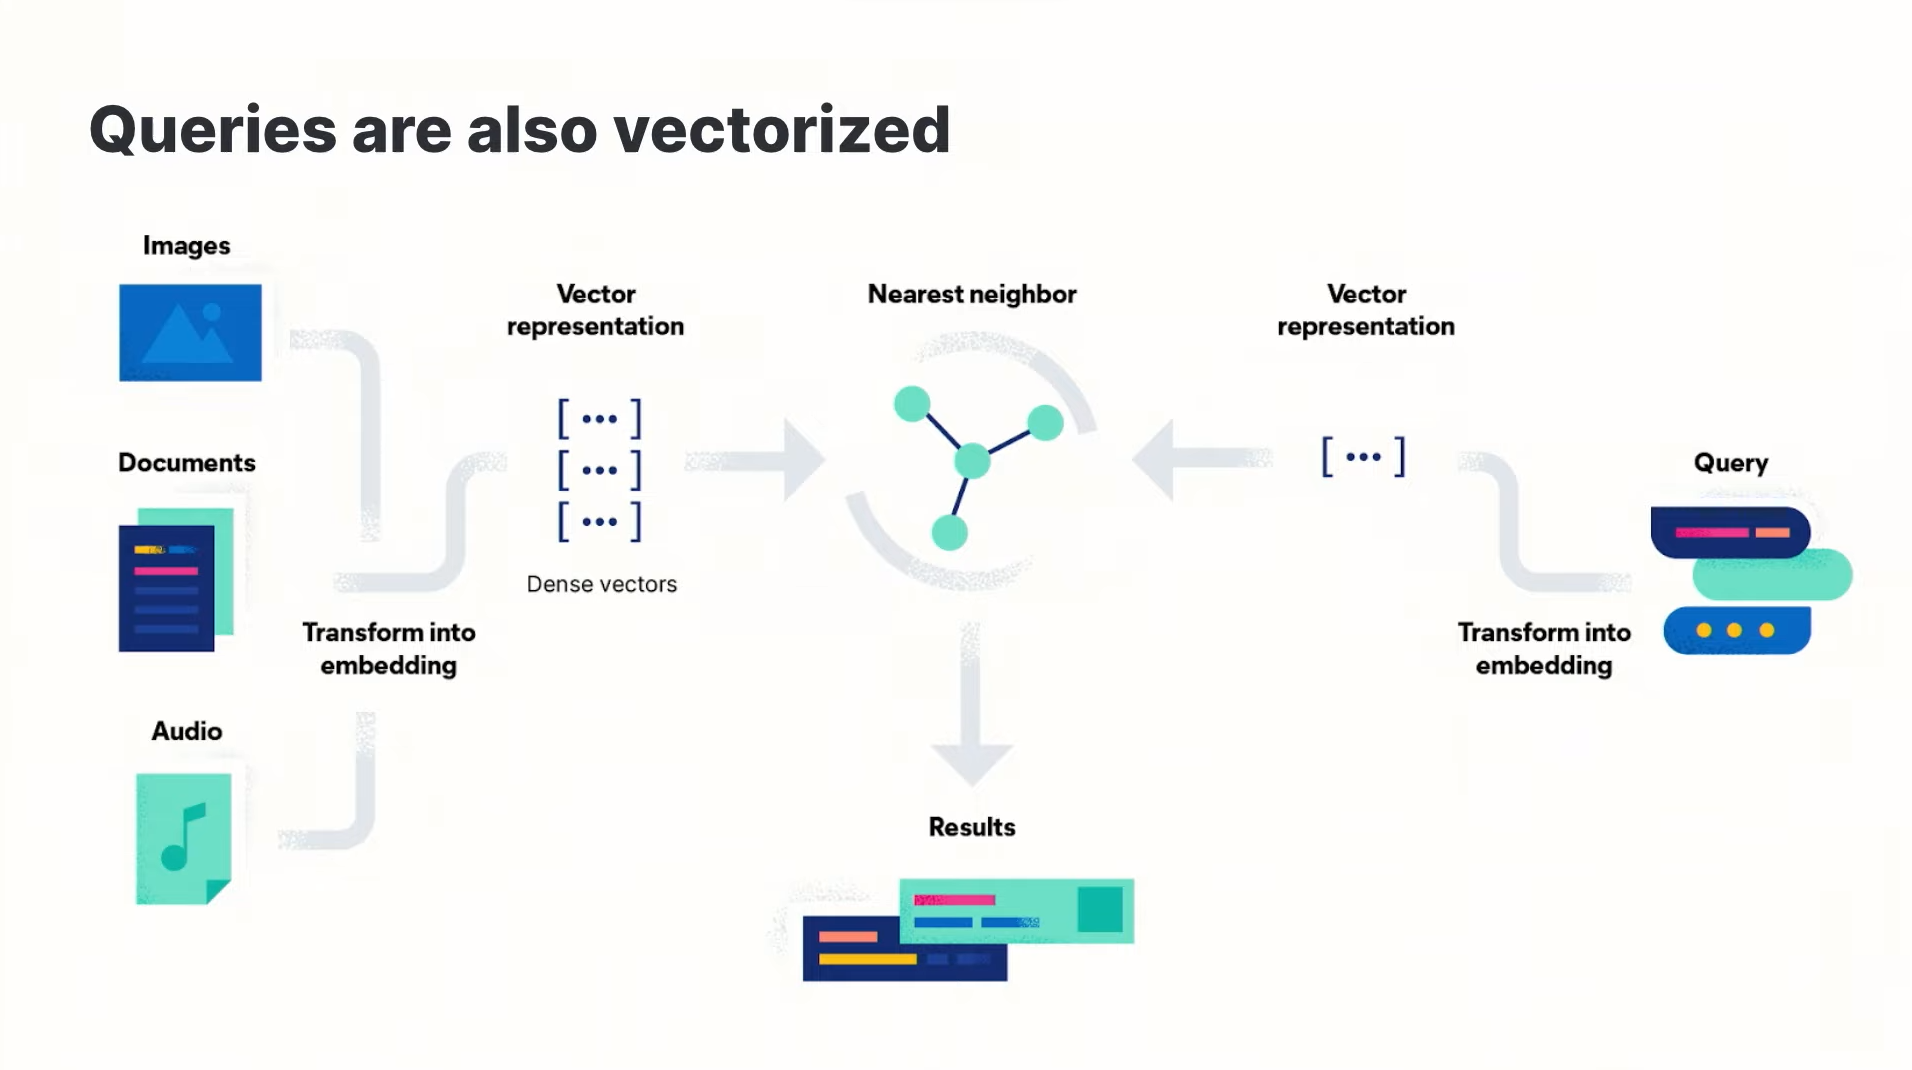 Queries are also vectorized
Images
Documents
Audio
Transform into
embedding
Vector
representation
[ ••• ]
[ ••• ]
[ ••• ]
Dense vectors
Nearest neighbor
Results
Vector
representation
[ ••• ]
Transform into
embedding
Query